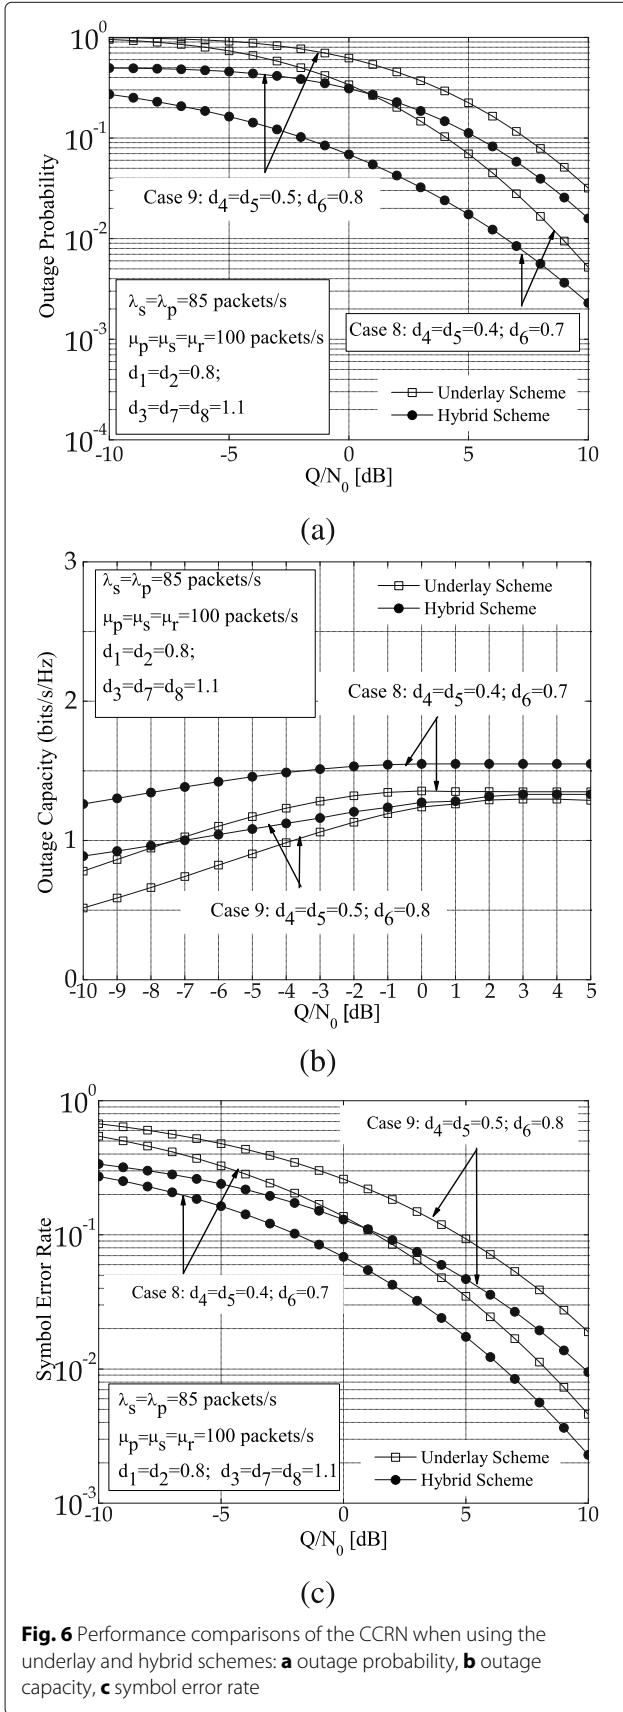 10⁰
10⁻¹
10⁻²
10⁻³
10⁻⁴
Outage Probability
Case 9: d₄=d₅=0.5; d₆=0.8
λₛ=λₚ=85 packets/s
μₚ=μₛ=μᵣ=100 packets/s
d₁=d₂=0.8;
d₃=d₇=d₈=1.1
Case 8: d₄=d₅=0.4; d₆=0.7
Underlay Scheme
Hybrid Scheme
-10 -5 0 5 10
Q/N₀ [dB]
(a)
3
2
1
0
Outage Capacity (bits/s/Hz)
λₛ=λₚ=85 packets/s
μₚ=μₛ=μᵣ=100 packets/s
d₁=d₂=0.8;
d₃=d₇=d₈=1.1
Underlay Scheme
Hybrid Scheme
Case 8: d₄=d₅=0.4; d₆=0.7
Case 9: d₄=d₅=0.5; d₆=0.8
-10 -9 -8 -7 -6 -5 -4 -3 -2 -1 0 1 2 3 4 5
Q/N₀ [dB]
(b)
10⁰
10⁻¹
10⁻²
10⁻³
Symbol Error Rate
Case 9: d₄=d₅=0.5; d₆=0.8
Case 8: d₄=d₅=0.4; d₆=0.7
λₛ=λₚ=85 packets/s
μₚ=μₛ=μᵣ=100 packets/s
d₁=d₂=0.8; d₃=d₇=d₈=1.1
Underlay Scheme
Hybrid Scheme
-10 -5 0 5 10
Q/N₀ [dB]
(c)
Fig. 6 Performance comparisons of the CCRN when using the
underlay and hybrid schemes: a outage probability, b outage
capacity, c symbol error rate